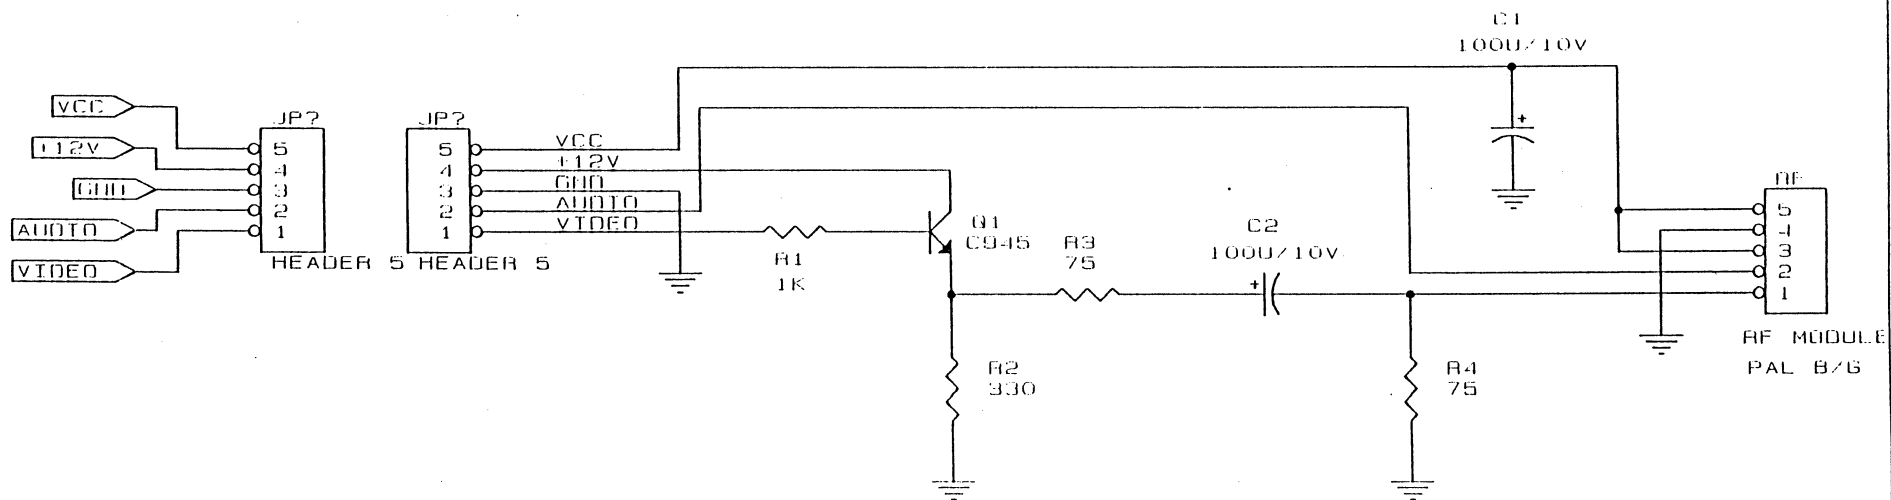 C1
100U/10V
VCC
+12V
GND
AUDIO
VIDEO
JP?
5
4
3
2
1
HEADER 5
JP?
5
4
3
2
1
HEADER 5
VCC
+12V
GND
AUDIO
VIDEO
R1
1K
Q1
C945
R3
75
C2
100U/10V
+
+
R2
330
R4
75
RF
5
4
3
2
1
RF MODULE
PAL B/G